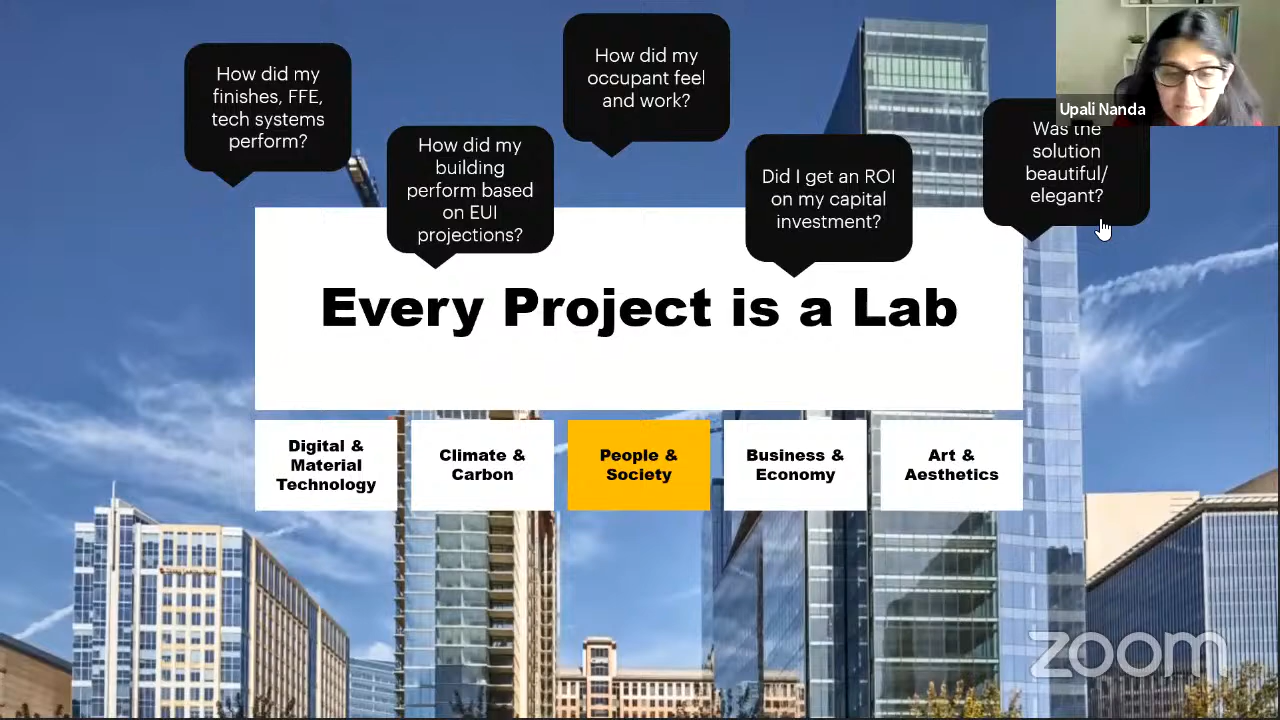 How did my
finishes, FFE,
tech systems
perform?
How did my
building
perform based
on EUI
projections?
How did my
occupant feel
and work?
Did I get an ROI
on my capital
investment?
Was the
solution
beautiful/
elegant?
Upali Nanda
Every Project is a Lab
Digital &
Material
Technology
Climate &
Carbon
People &
Society
Business &
Economy
Art &
Aesthetics
zoom